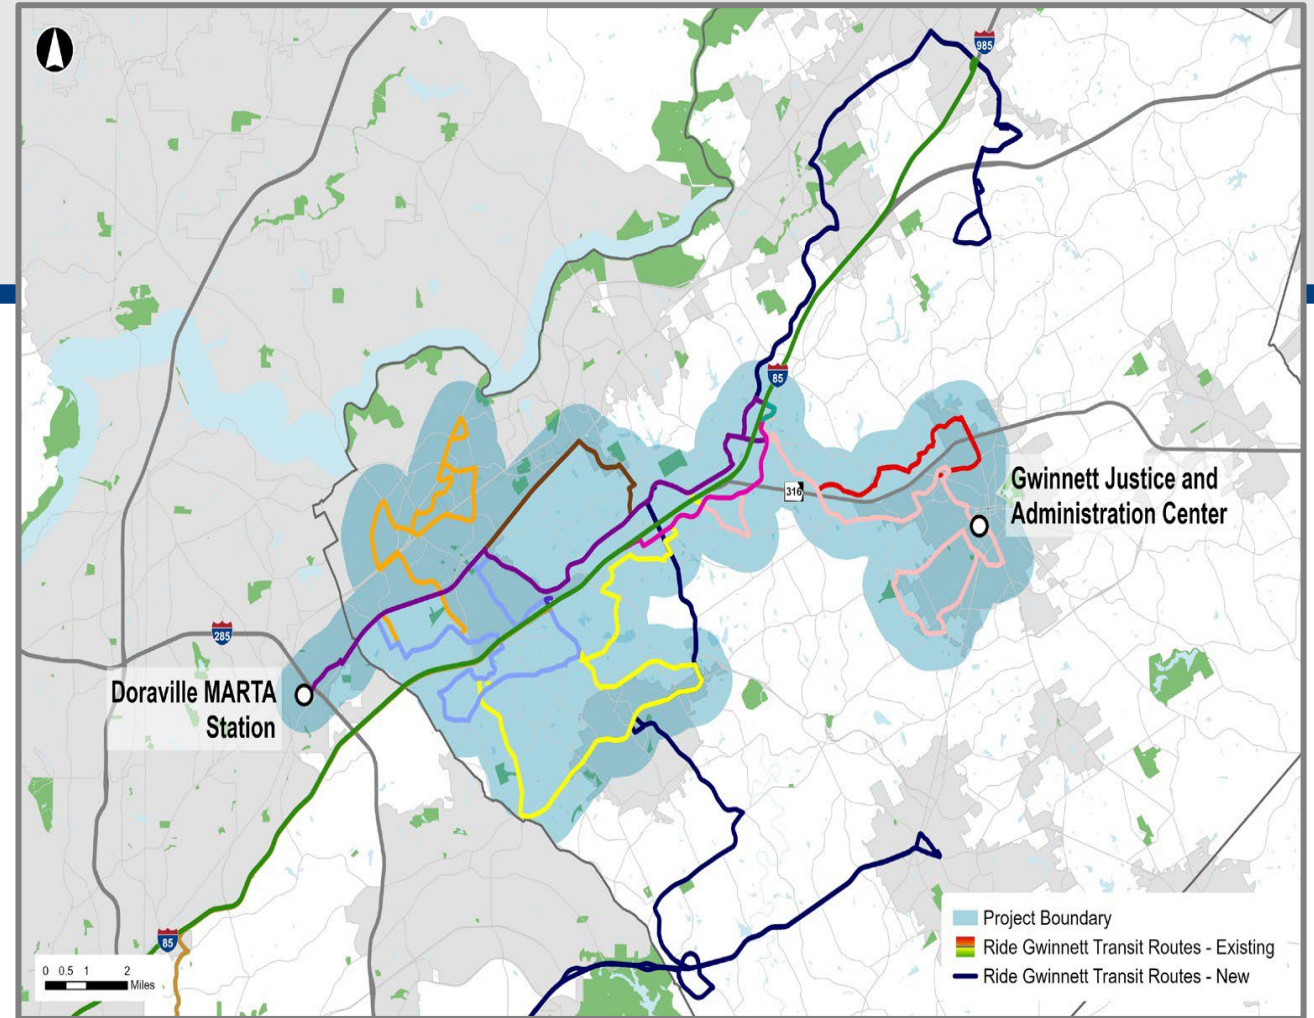 985
85
316
Gwinnett Justice and
Administration Center
285
Doraville MARTA
Station
85
0 0.5 1 2
Miles
Project Boundary
Ride Gwinnett Transit Routes - Existing
Ride Gwinnett Transit Routes - New